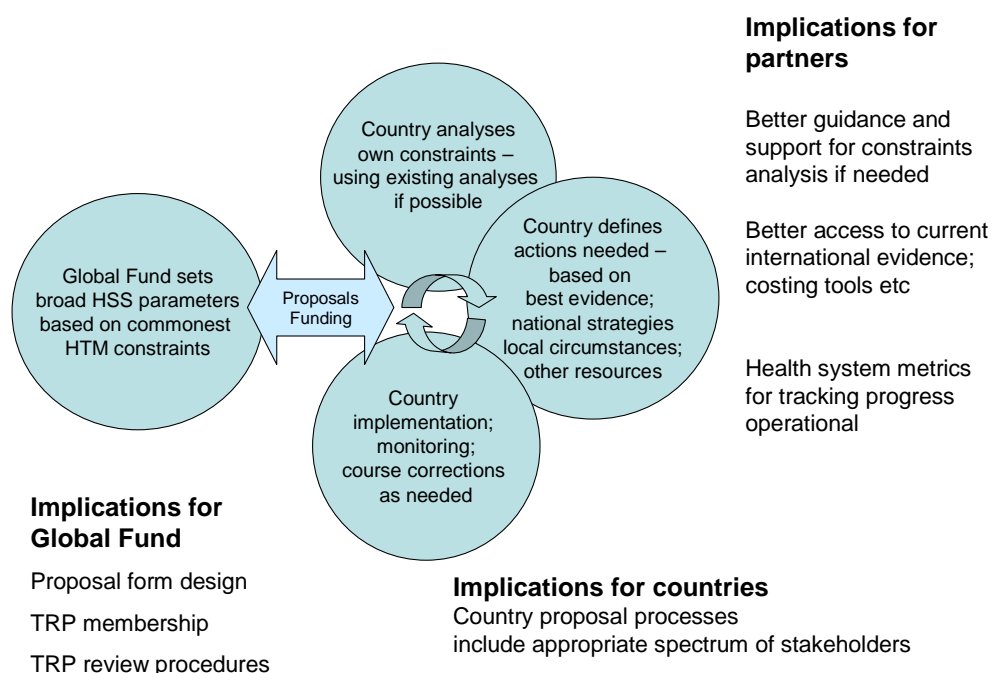 Implications for
partners
Better guidance and
support for constraints
analysis if needed
Better access to current
international evidence;
costing tools etc
Health system metrics
for tracking progress
operational
Country analyses
own constraints –
using existing analyses
if possible
Country defines
actions needed –
based on
best evidence;
national strategies
local circumstances;
other resources
Global Fund sets
broad HSS parameters
based on commonest
HTM constraints
Proposals
Funding
Country
implementation;
monitoring;
course corrections
as needed
Implications for
Global Fund
Proposal form design
TRP membership
TRP review procedures
Implications for countries
Country proposal processes
include appropriate spectrum of stakeholders